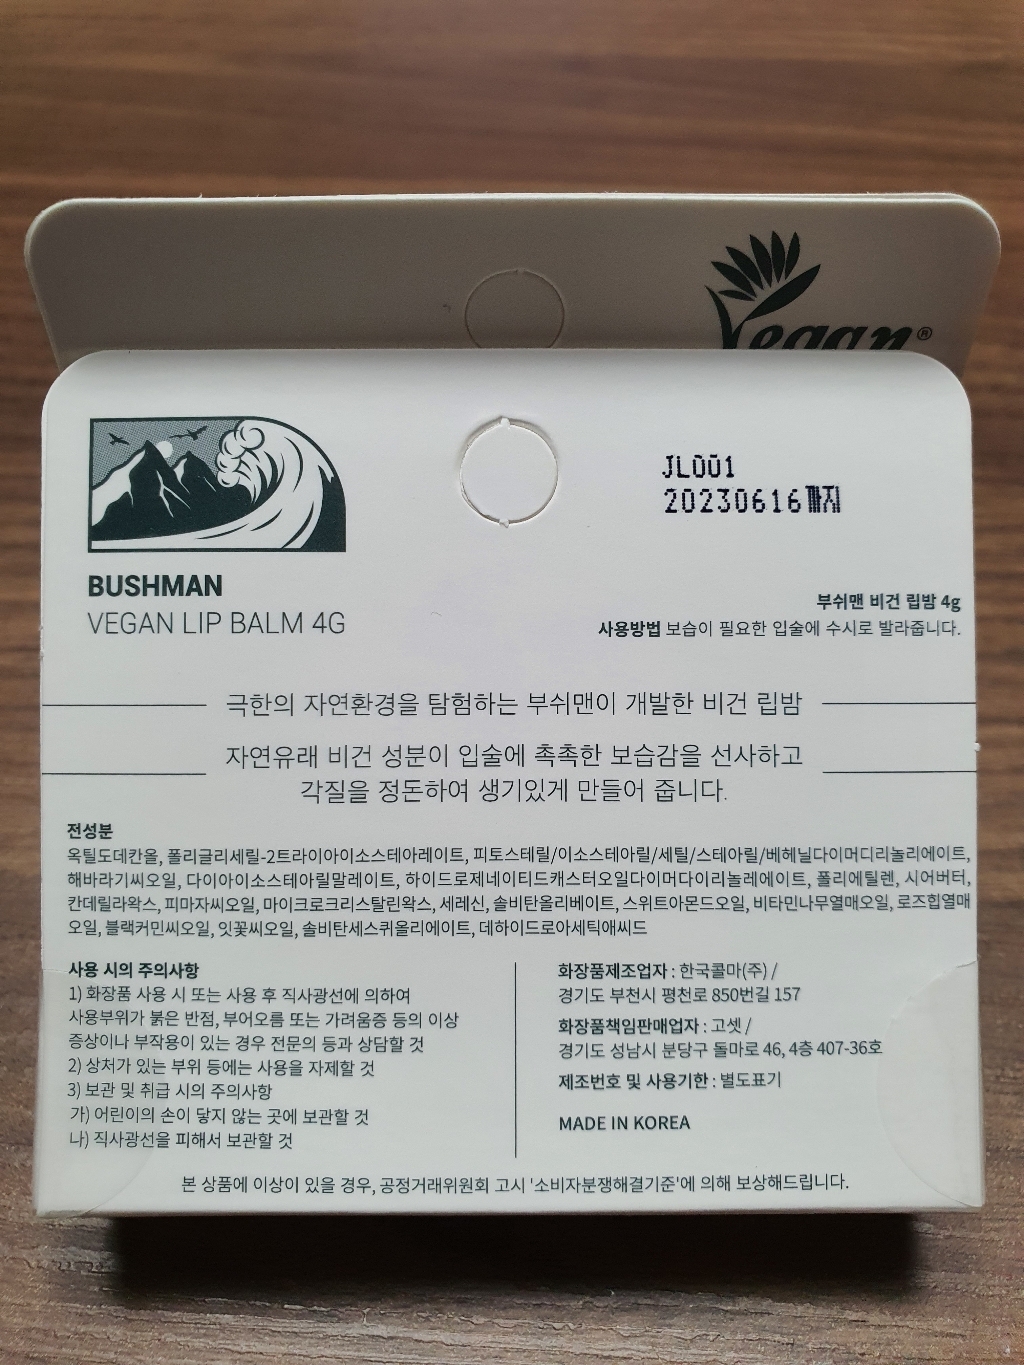 Vegan®
JL001
20230616까지
BUSHMAN
VEGAN LIP BALM 4G
부쉬맨 비건 립밤 4g
사용방법 보습이 필요한 입술에 수시로 발라줍니다.
극한의 자연환경을 탐험하는 부쉬맨이 개발한 비건 립밤
자연유래 비건 성분이 입술에 촉촉한 보습감을 선사하고
각질을 정돈하여 생기있게 만들어 줍니다.
전성분
옥틸도데칸올, 폴리글리세릴-2트라이아이소스테아레이트, 피토스테릴/이소스테아릴/세틸/스테아릴/베헤닐다이머디리놀리에이트,
해바라기씨오일, 다이아이소스테아릴말레이트, 하이드로제네이티드캐스터오일다이머다이리놀레에이트, 폴리에틸렌, 시어버터,
칸데릴라왁스, 피마자씨오일, 마이크로크리스탈린왁스, 세레신, 솔비탄올리베이트, 스위트아몬드오일, 비타민나무열매오일, 로즈힙열매
오일, 블랙커민씨오일, 잇꽃씨오일, 솔비탄세스퀴올리에이트, 데하이드로아세틱애씨드
사용 시의 주의사항
1) 화장품 사용 시 또는 사용 후 직사광선에 의하여
사용부위가 붉은 반점, 부어오름 또는 가려움증 등의 이상
증상이나 부작용이 있는 경우 전문의 등과 상담할 것
2) 상처가 있는 부위 등에는 사용을 자제할 것
3) 보관 및 취급 시의 주의사항
가) 어린이의 손이 닿지 않는 곳에 보관할 것
나) 직사광선을 피해서 보관할 것
화장품제조업자 : 한국콜마(주) /
경기도 부천시 평천로 850번길 157
화장품책임판매업자 : 고셋 /
경기도 성남시 분당구 돌마로 46, 4층 407-36호
제조번호 및 사용기한 : 별도표기
MADE IN KOREA
본 상품에 이상이 있을 경우, 공정거래위원회 고시 '소비자분쟁해결기준'에 의해 보상해드립니다.